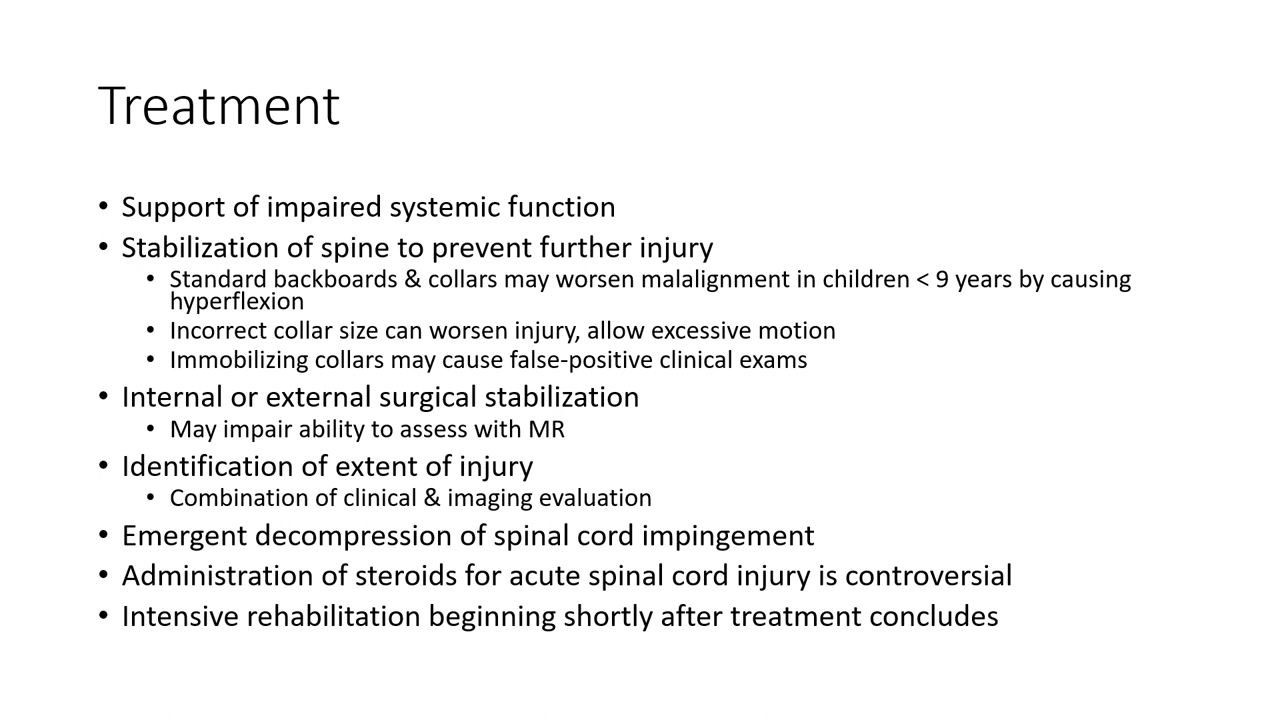 Treatment
• Support of impaired systemic function
• Stabilization of spine to prevent further injury
• Standard backboards & collars may worsen malalignment in children < 9 years by causing
hyperflexion
• Incorrect collar size can worsen injury, allow excessive motion
• Immobilizing collars may cause false-positive clinical exams
• Internal or external surgical stabilization
• May impair ability to assess with MR
• Identification of extent of injury
• Combination of clinical & imaging evaluation
• Emergent decompression of spinal cord impingement
• Administration of steroids for acute spinal cord injury is controversial
• Intensive rehabilitation beginning shortly after treatment concludes